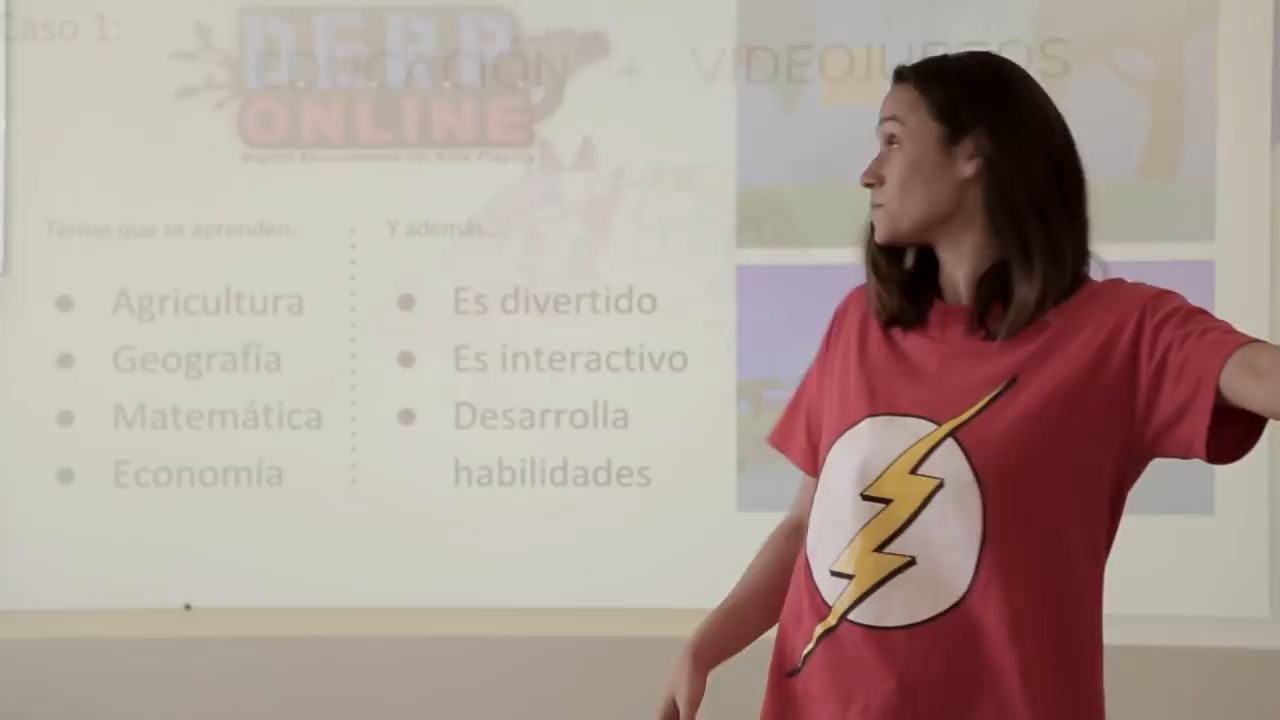 Caso 1:
EDUCACIÓN + VIDEOJUEGOS
DERP
ONLINE
Temas que se aprenden:
Agricultura
Geografía
Matemática
Economía
Y además...
Es divertido
Es interactivo
Desarrolla
habilidades